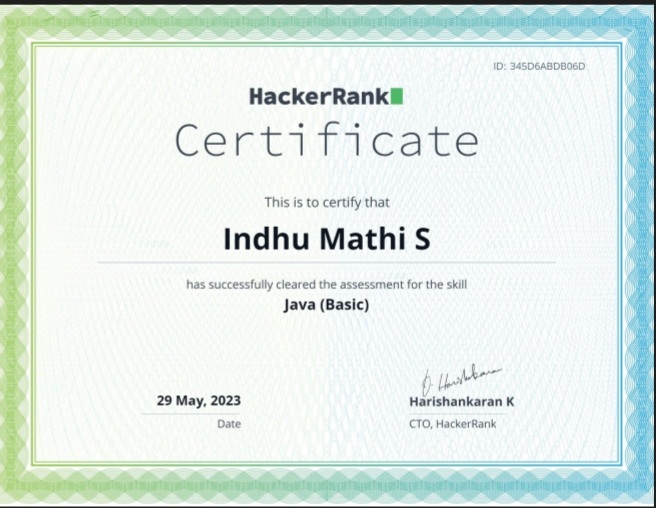 ID: 345D6ABDB06D
HackerRank
Certificate
This is to certify that
Indhu Mathi S
has successfully cleared the assessment for the skill
Java (Basic)
29 May, 2023
Date
Harishankaran K
CTO, HackerRank